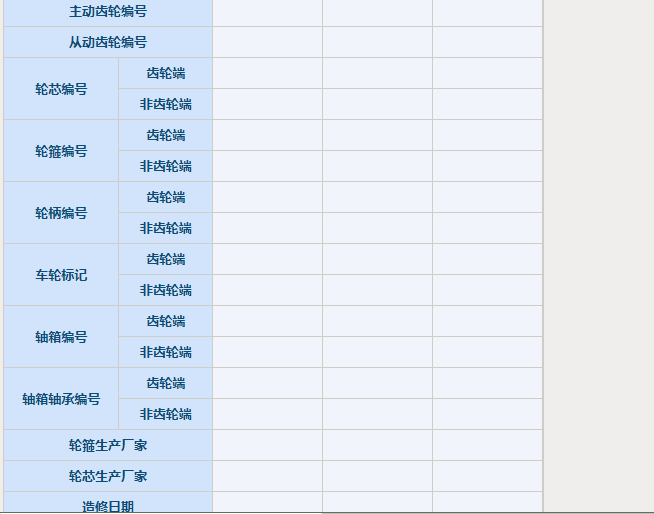 主动齿轮编号
从动齿轮编号
轮芯编号
齿轮端
非齿轮端
轮箍编号
齿轮端
非齿轮端
轮柄编号
齿轮端
非齿轮端
车轮标记
齿轮端
非齿轮端
轴箱编号
齿轮端
非齿轮端
轴箱轴承编号
齿轮端
非齿轮端
轮箍生产厂家
轮芯生产厂家
造修日期